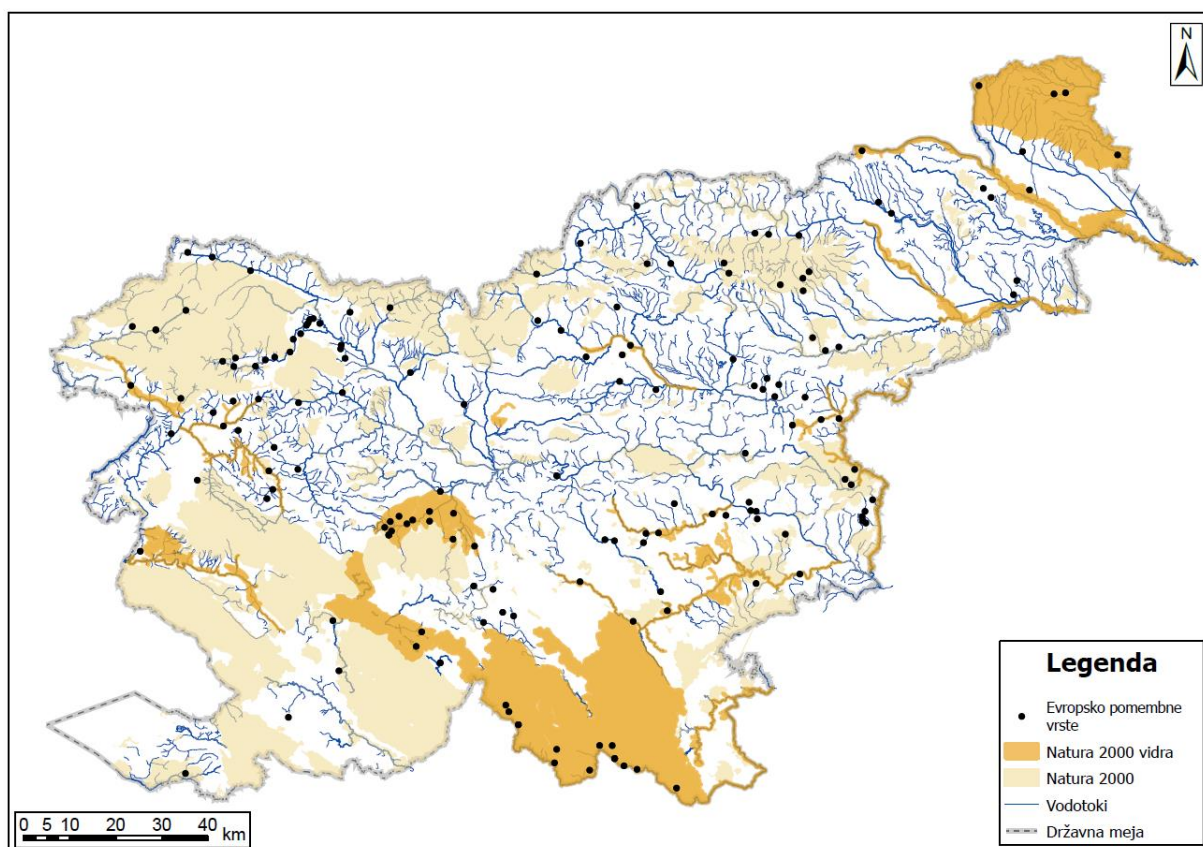 N
Legenda
Evropsko pomembne
vrste
Natura 2000 vidra
Natura 2000
Vodotoki
Državna meja
0 5 10 20 30 40
km